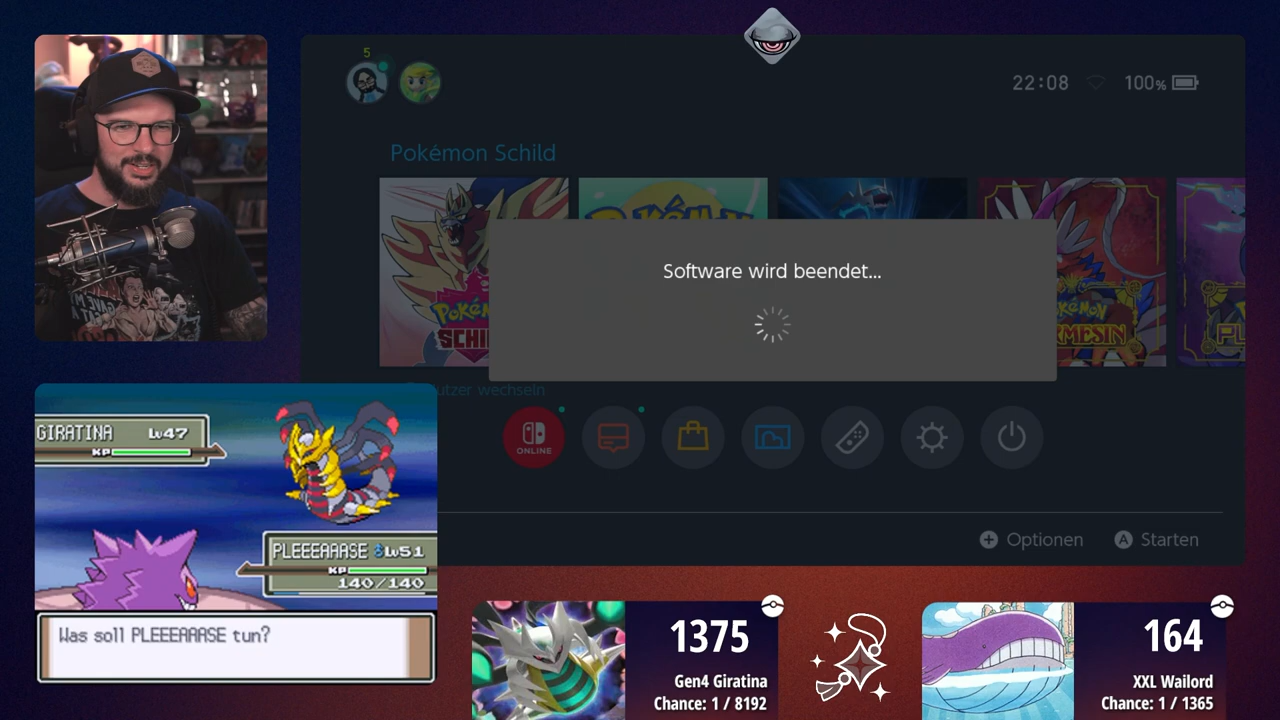 5
22:08
100%
Pokémon Schild
Software wird beendet...
ONLINE
Optionen
A
Starten
GIRATINA Lv47
KP
PLEEEAAASE ♂Lv51
KP
140/140
Was soll PLEEEAAASE tun?
1375
Gen4 Giratina
Chance: 1 / 8192
164
XXL Wailord
Chance: 1 / 1365